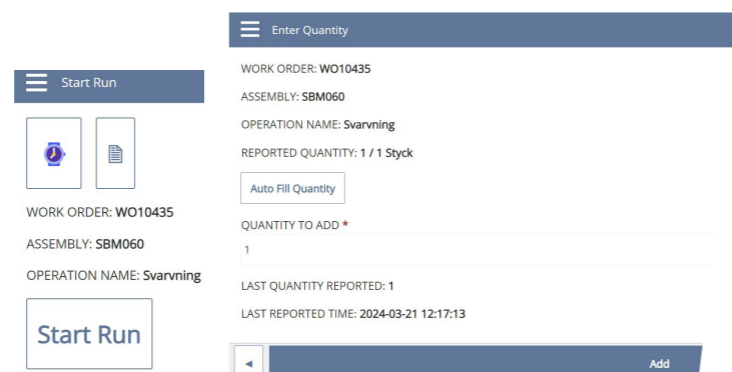 Start Run
WORK ORDER: WO10435
ASSEMBLY: SBM060
OPERATION NAME: Svarvning
Start Run
Enter Quantity
WORK ORDER: WO10435
ASSEMBLY: SBM060
OPERATION NAME: Svarvning
REPORTED QUANTITY: 1 / 1 Styck
Auto Fill Quantity
QUANTITY TO ADD *
1
LAST QUANTITY REPORTED: 1
LAST REPORTED TIME: 2024-03-21 12:17:13
Add